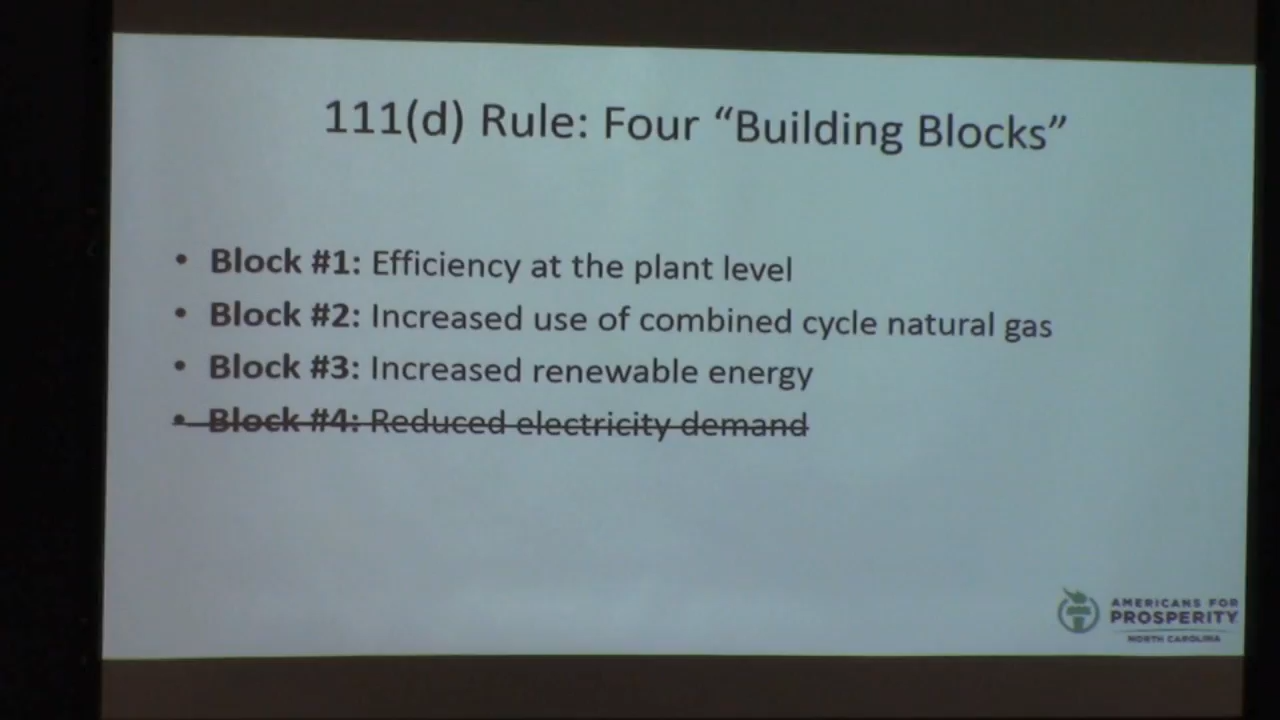 111(d) Rule: Four “Building Blocks”
• Block #1: Efficiency at the plant level
• Block #2: Increased use of combined cycle natural gas
• Block #3: Increased renewable energy
• Block #4: Reduced electricity demand
AMERICANS FOR
PROSPERITY
NORTH CAROLINA